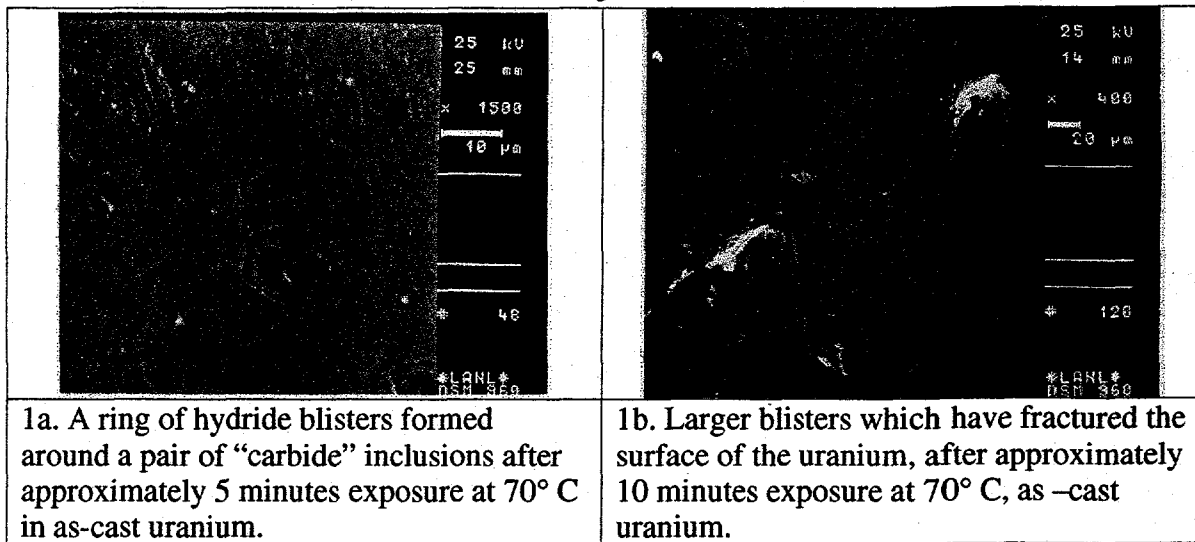 25 kV
25 mm
× 1500
10 µm
# 48
*LANL*
DSM 960
25 kV
14 mm
× 400
20 µm
# 120
*LANL*
DSM 960
1a. A ring of hydride blisters formed
around a pair of “carbide” inclusions after
approximately 5 minutes exposure at 70° C
in as-cast uranium.
1b. Larger blisters which have fractured the
surface of the uranium, after approximately
10 minutes exposure at 70° C, as –cast
uranium.